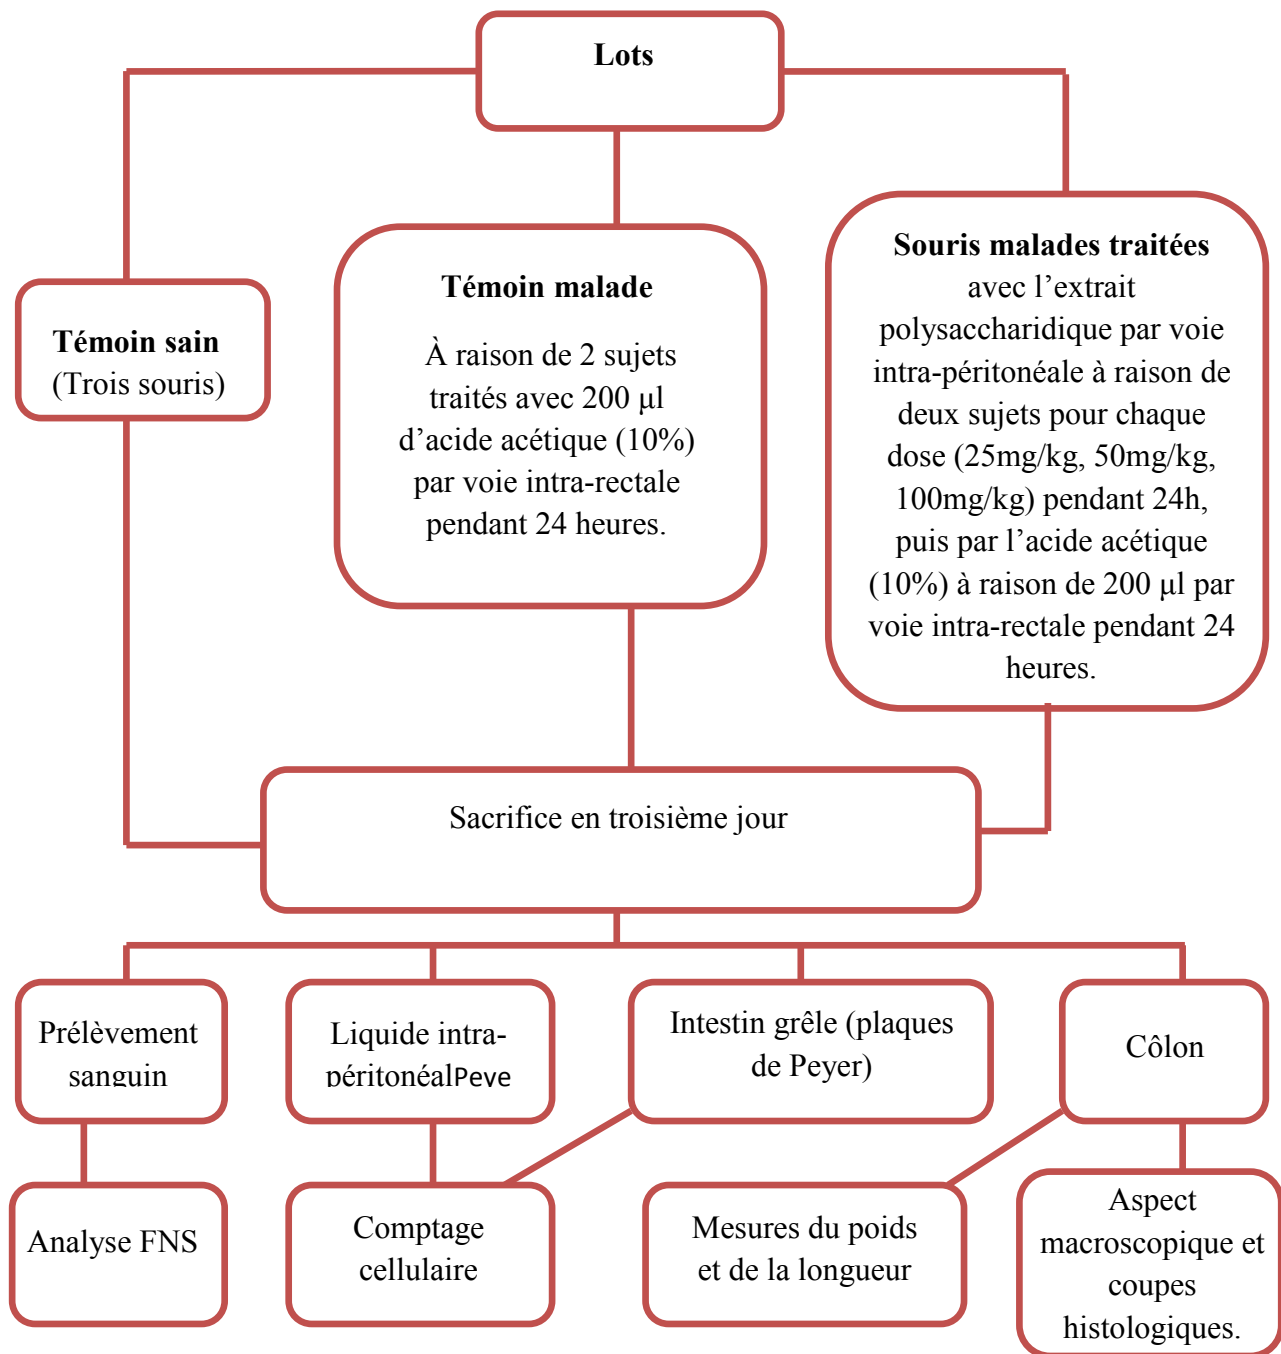 Lots
Témoin sain
(Trois souris)
Témoin malade
À raison de 2 sujets
traités avec 200 µl
d’acide acétique (10%)
par voie intra-rectale
pendant 24 heures.
Souris malades traitées
avec l’extrait
polysaccharidique par voie
intra-péritonéale à raison de
deux sujets pour chaque
dose (25mg/kg, 50mg/kg,
100mg/kg) pendant 24h,
puis par l’acide acétique
(10%) à raison de 200 µl par
voie intra-rectale pendant 24
heures.
Sacrifice en troisième jour
Prélèvement
sanguin
Liquide intra-
péritonéalPeye
Intestin grêle (plaques
de Peyer)
Côlon
Analyse FNS
Comptage
cellulaire
Mesures du poids
et de la longueur
Aspect
macroscopique et
coupes
histologiques.